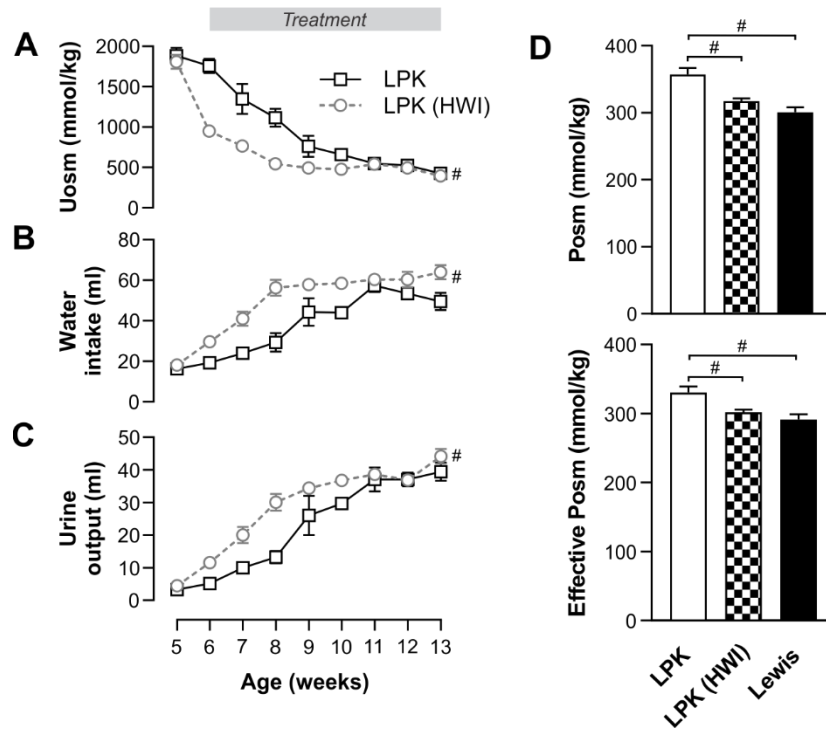 Treatment
A
2000
1500
1000
500
0
Uosm (mmol/kg)
LPK
LPK (HWI)
#
B
80
60
40
20
0
Water
intake (ml)
#
C
50
40
30
20
10
0
Urine
output (ml)
#
5 6 7 8 9 10 11 12 13
Age (weeks)
D
400
300
200
100
0
Posm (mmol/kg)
#
#
400
300
200
100
0
Effective Posm (mmol/kg)
#
#
LPK
LPK (HWI)
Lewis